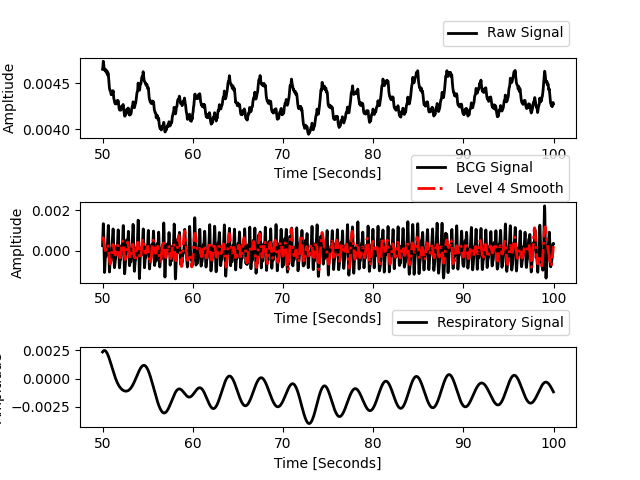 Raw Signal
Ampltiude
0.0045
0.0040
50 60 70 80 90 100
Time [Seconds]
BCG Signal
Level 4 Smooth
Ampltiude
0.002
0.000
50 60 70 80 90 100
Time [Seconds]
Respiratory Signal
0.0025
0.0000
−0.0025
50 60 70 80 90 100
Time [Seconds]